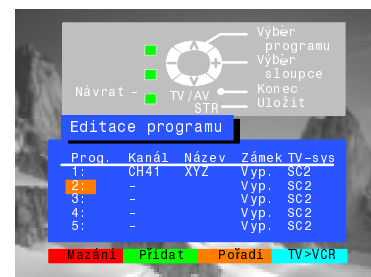 Výběr
programu
Výběr
sloupce
Návrat –
TV/AV
Konec
STR
Uložit
Editace programu
Prog. Kanál Název Zámek TV-sys
1: CH41 XYZ Vyp. SC2
2: – Vyp. SC2
3: – Vyp. SC2
4: – Vyp. SC2
5: – Vyp. SC2
Mazání Přidat Pořadí TV>VCR